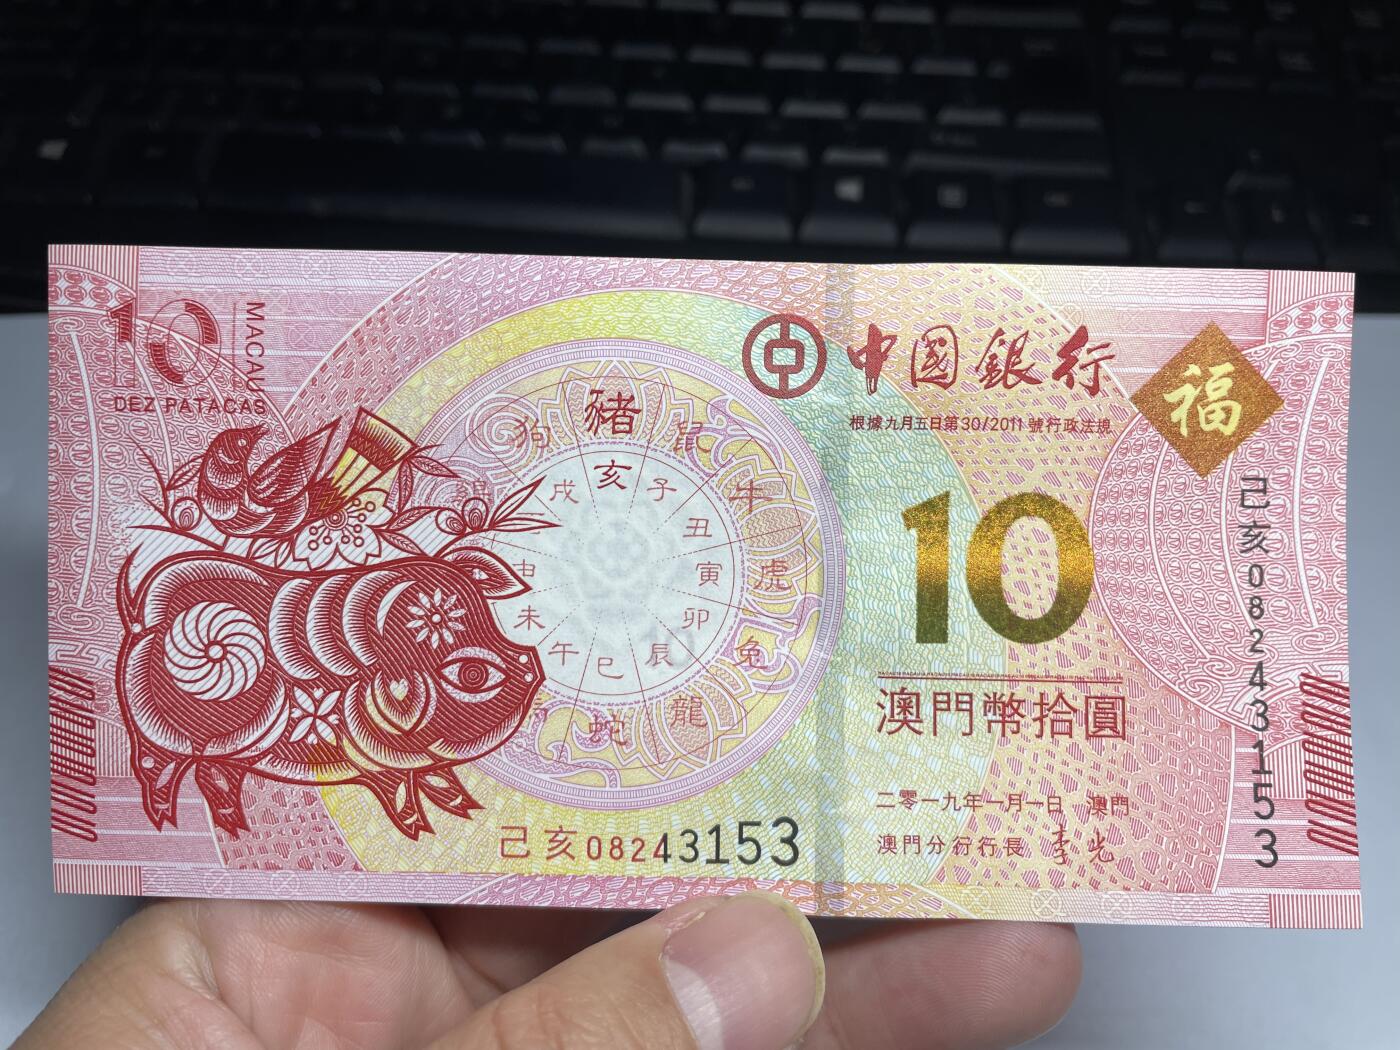 10
MACAU
DEZ PATACAS
中國銀行
根據九月五日第30/2011號行政法規
福
豬
鼠
牛
虎
兔
龍
蛇
狗
亥
子
丑
寅
卯
辰
巳
午
未
申
戌
10
澳門幣拾圓
二零一九年一月一日 澳門
澳門分行行長
己亥08243153
己亥08243153